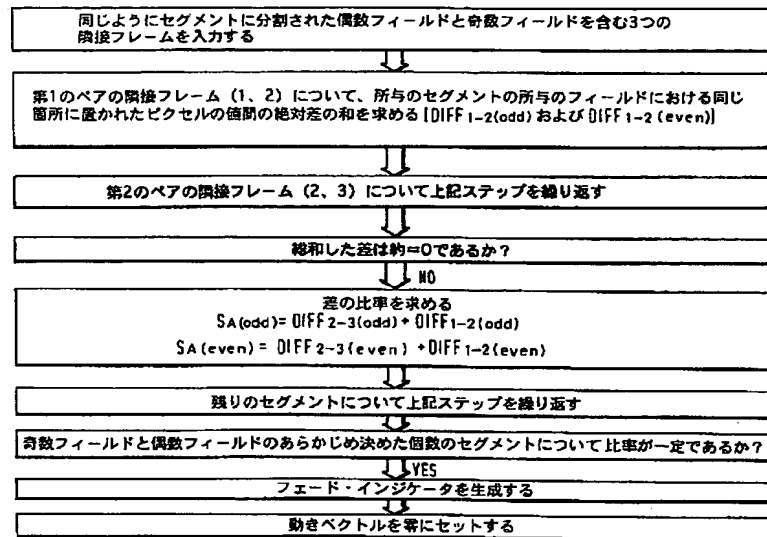 同じようにセグメントに分割された偶数フィールドと奇数フィールドを含む3つの
隣接フレームを入力する
第1のペアの隣接フレーム(1、2)について、所与のセグメントの所与のフィールドにおける同じ
箇所に置かれたピクセルの値間の絶対差の和を求める[DIFF1-2(odd)およびDIFF1-2(even)]
第2のペアの隣接フレーム(2、3)について上記ステップを繰り返す
総和した差は約=0であるか?
NO
差の比率を求める
SA(odd)= DIFF2-3(odd)÷DIFF1-2(odd)
SA(even)= DIFF2-3(even) ÷DIFF1-2(even)
残りのセグメントについて上記ステップを繰り返す
奇数フィールドと偶数フィールドのあらかじめ決めた個数のセグメントについて比率が一定であるか?
YES
フェード・インジケータを生成する
動きベクトルを零にセットする